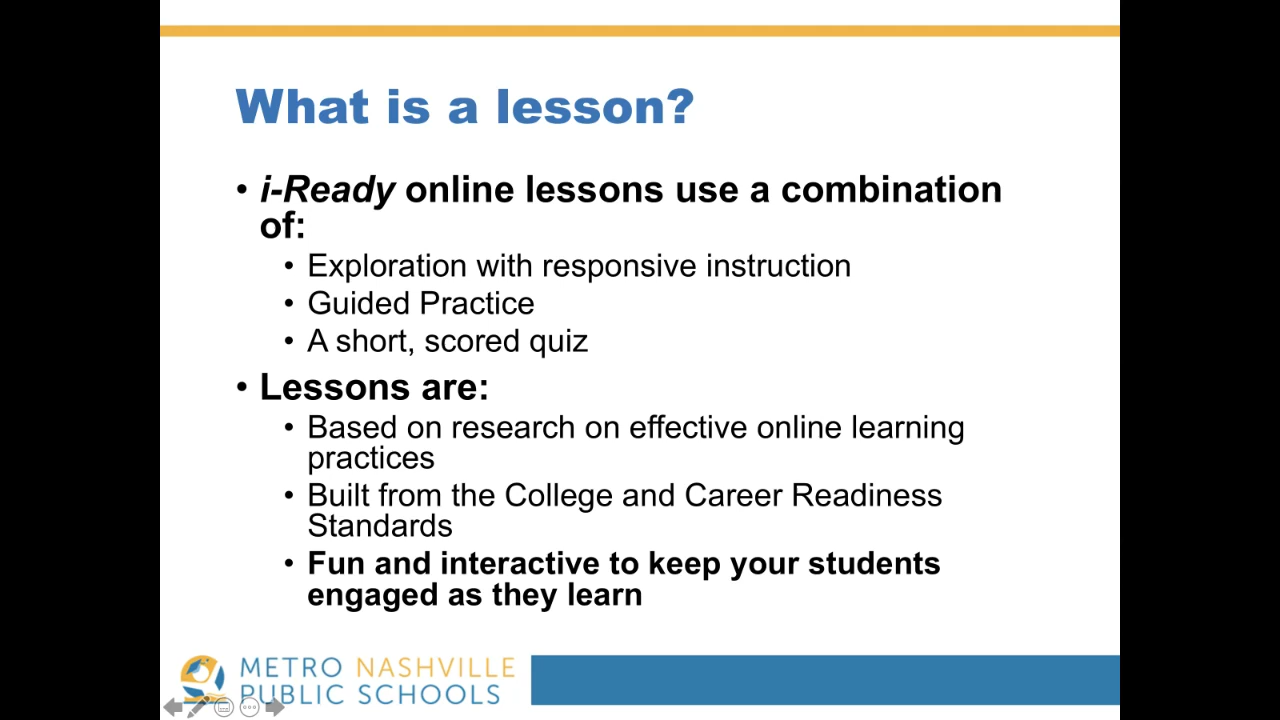 What is a lesson?
• i-Ready online lessons use a combination
of:
• Exploration with responsive instruction
• Guided Practice
• A short, scored quiz
• Lessons are:
• Based on research on effective online learning
practices
• Built from the College and Career Readiness
Standards
• Fun and interactive to keep your students
engaged as they learn
METRO NASHVILLE
PUBLIC SCHOOLS